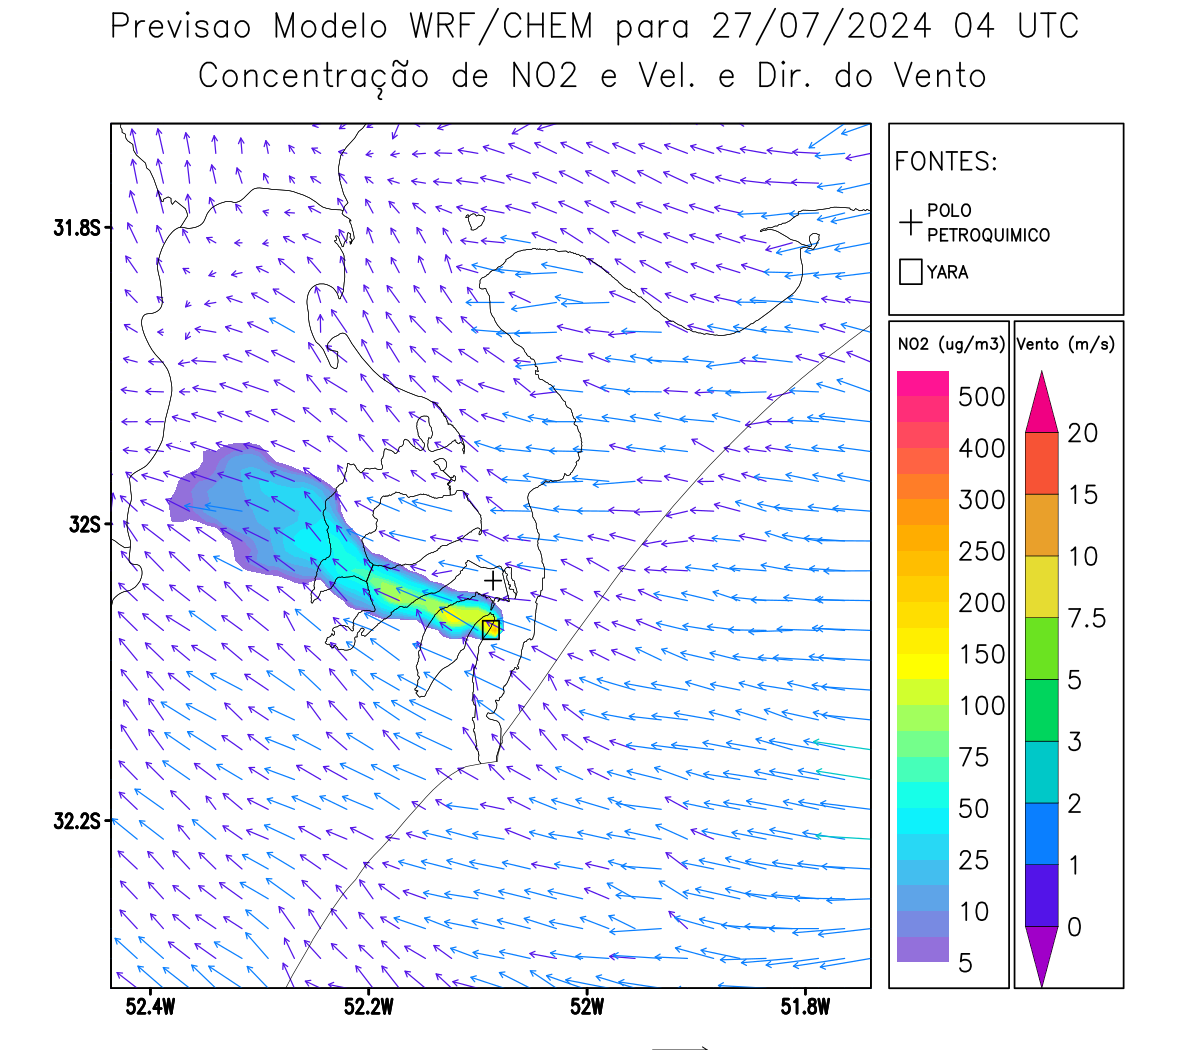 Previsao Modelo WRF/CHEM para 27/07/2024 04 UTC
Concentração de NO2 e Vel. e Dir. do Vento
FONTES:
POLO
PETROQUIMICO
YARA
NO2 (ug/m3)
500
400
300
250
200
150
100
75
50
25
10
5
Vento (m/s)
20
15
10
7.5
5
3
2
1
0
31.8S
32S
32.2S
52.4W
52.2W
52W
51.8W